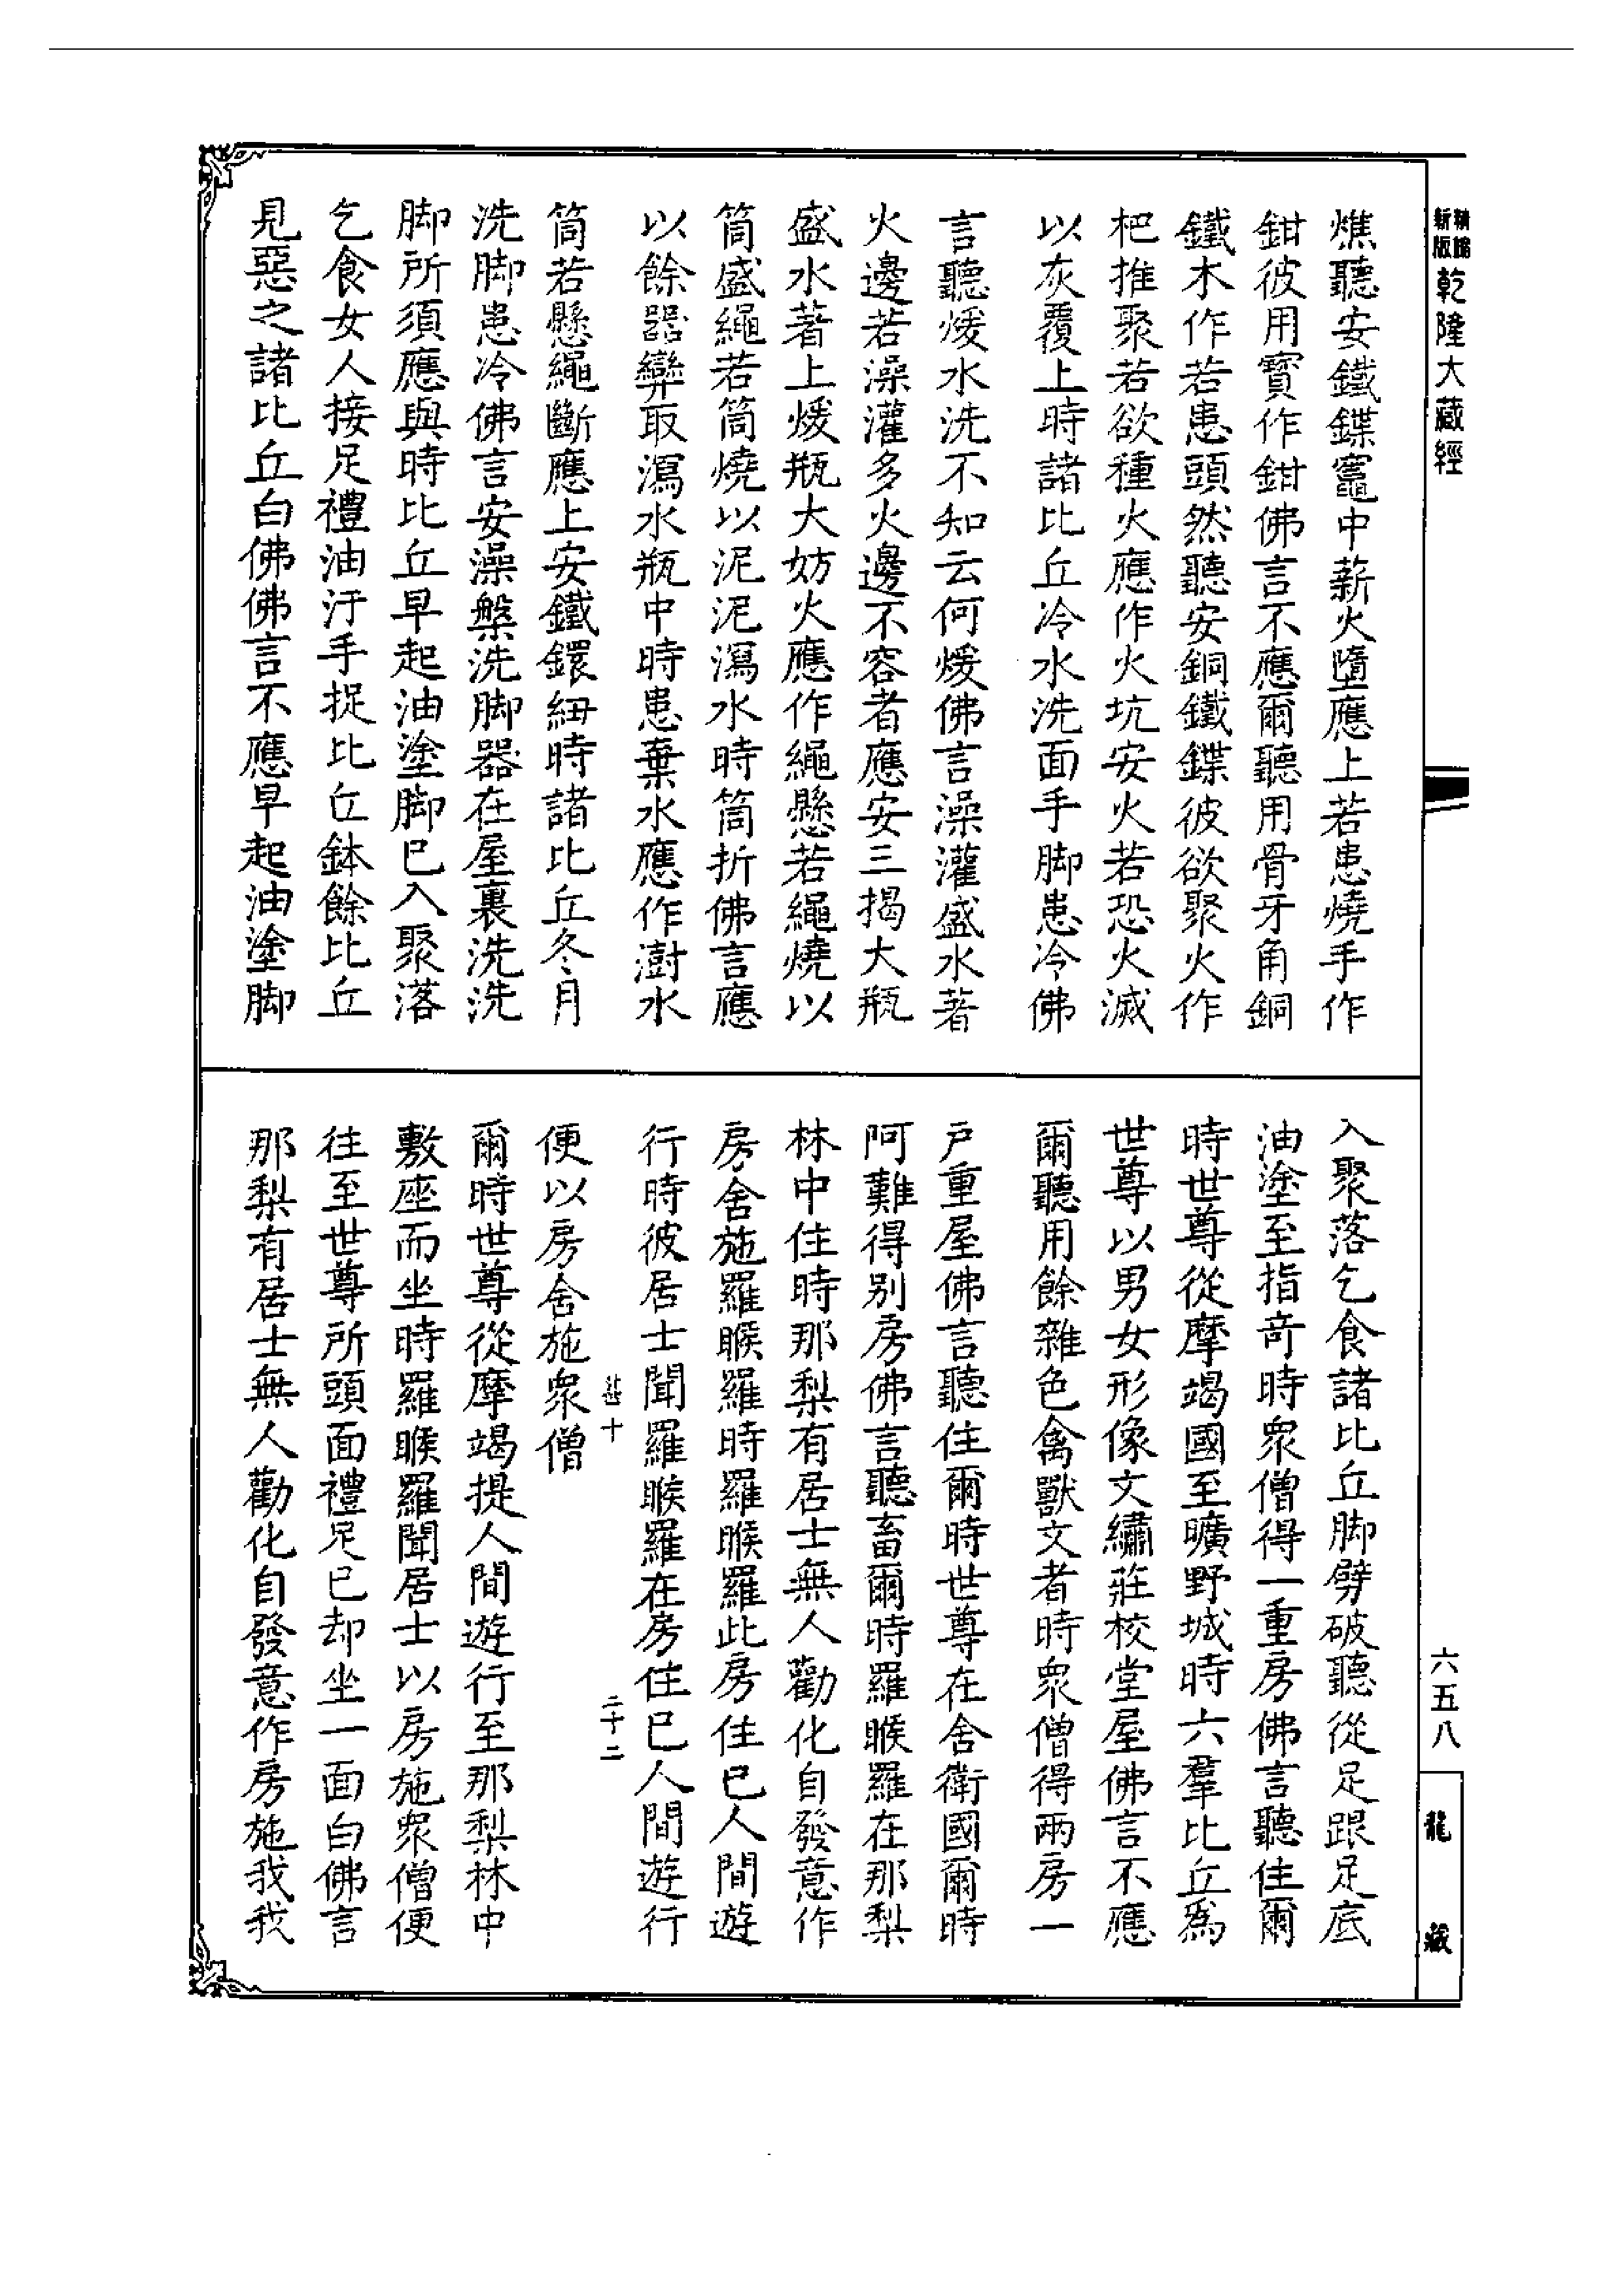 精縮
新版
乾隆大藏經
燋聽安鐵鍱竈中薪火墮應上若患燒手作
鉗彼用寶作鉗佛言不應爾聽用骨牙角銅
鐵木作若患頭然聽安銅鐵鍱彼欲聚火作
杷推聚若欲種火應作火坑安火若恐火滅
以灰覆上時諸比丘冷水洗面手脚患冷佛
言聽煖水洗不知云何煖佛言澡灌盛水著
火邊若澡灌多火邊不容者應安三揭大瓶
盛水著上煖瓶大妨火應作繩懸若繩燒以
筒盛繩若筒燒以泥泥瀉水時筒折佛言應
以餘器㪺取瀉水瓶中時患棄水應作澍水
筒若懸繩斷應上安鐵鐶紐時諸比丘冬月
洗脚患冷佛言安澡槃洗脚器在屋裏洗洗
脚所須應與時比丘早起油塗脚已入聚落
乞食女人接足禮油汙手捉比丘鉢餘比丘
見惡之諸比丘白佛佛言不應早起油塗脚
入聚落乞食諸比丘脚劈破聽從足跟足底
油塗至指奇時眾僧得一重房佛言聽住爾
時世尊從摩竭國至曠野城時六羣比丘為
世尊以男女形像文繡莊校堂屋佛言不應
爾聽用餘雜色禽獸文者時眾僧得兩房一
戶重屋佛言聽住爾時世尊在舍衛國爾時
阿難得別房佛言聽畜爾時羅睺羅在那梨
林中住時那梨有居士無人勸化自發意作
房舍施羅睺羅時羅睺羅此房住已人間遊
行時彼居士聞羅睺羅在房住已人間遊行
十 二十二
便以房舍施眾僧
爾時世尊從摩竭提人間遊行至那梨林中
敷座而坐時羅睺羅聞居士以房施眾僧便
往至世尊所頭面禮足已却坐一面白佛言
那梨有居士無人勸化自發意作房施我我
六五八
龍藏